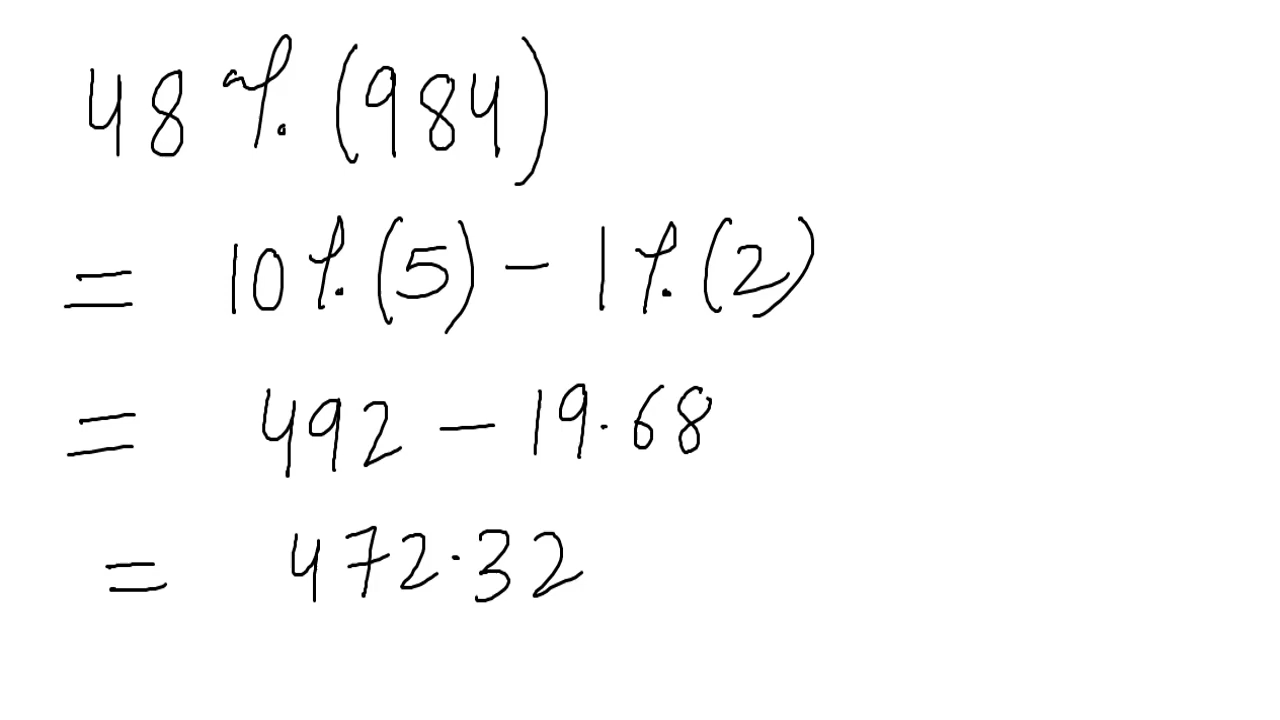 48 %(984)
= 10%(5) - 1%(2)
= 492 - 19.68
= 472.32